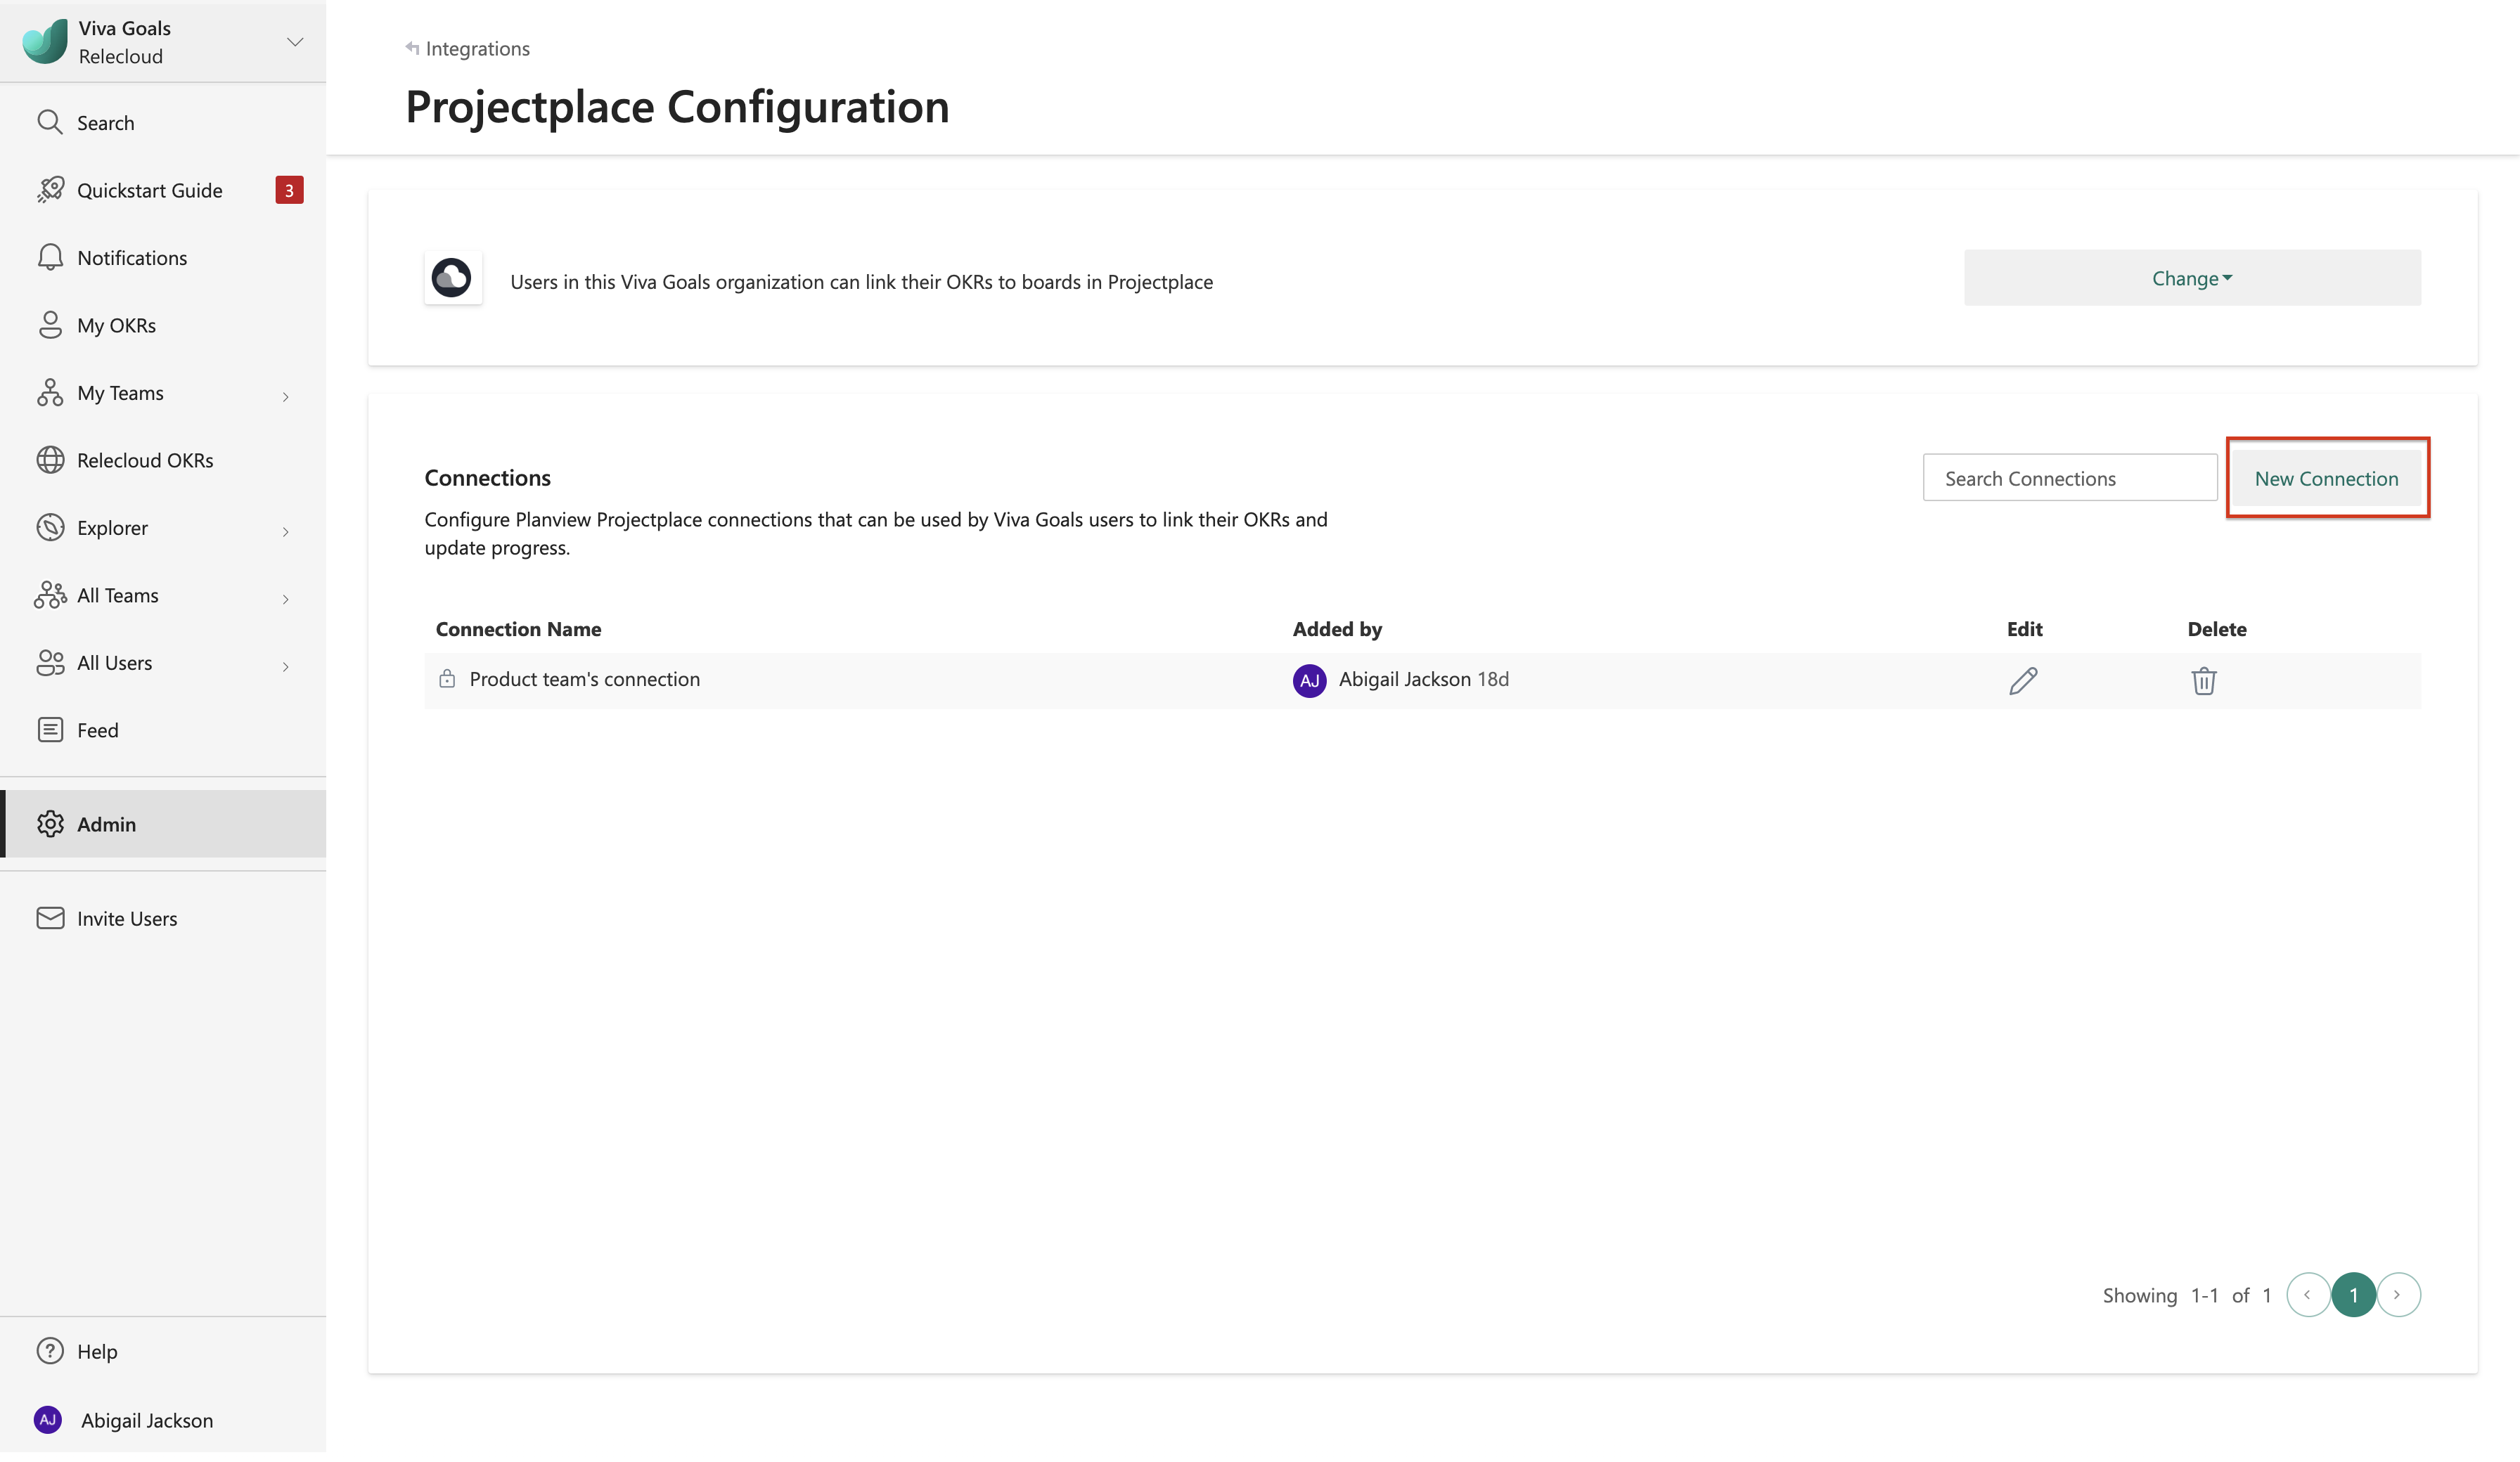 Viva Goals
Relecloud
Search
Quickstart Guide 3
Notifications
My OKRs
My Teams
Relecloud OKRs
Explorer
All Teams
All Users
Feed
Admin
Invite Users
Help
AJ Abigail Jackson
Integrations
Projectplace Configuration
Users in this Viva Goals organization can link their OKRs to boards in Projectplace
Change
Connections
Search Connections
New Connection
Configure Planview Projectplace connections that can be used by Viva Goals users to link their OKRs and
update progress.
Connection Name Added by Edit Delete
Product team's connection AJ Abigail Jackson 18d
Showing 1-1 of 1 1